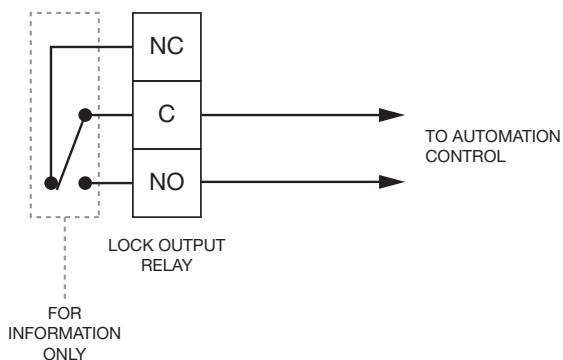 NC
C
NO
TO AUTOMATION
CONTROL
LOCK OUTPUT
RELAY
FOR
INFORMATION
ONLY